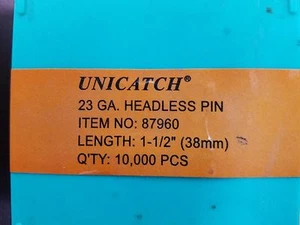 UNICATCH®
23 GA. HEADLESS PIN
ITEM NO: 87960
LENGTH: 1-1/2" (38mm)
Q'TY: 10,000 PCS